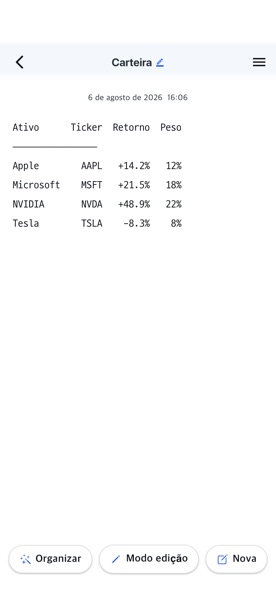 Carteira
6 de agosto de 2026 16:06
Ativo Ticker Retorno Peso
────────────────
Apple AAPL +14.2% 12%
Microsoft MSFT +21.5% 18%
NVIDIA NVDA +48.9% 22%
Tesla TSLA −8.3% 8%
Organizar
Modo edição
Nova